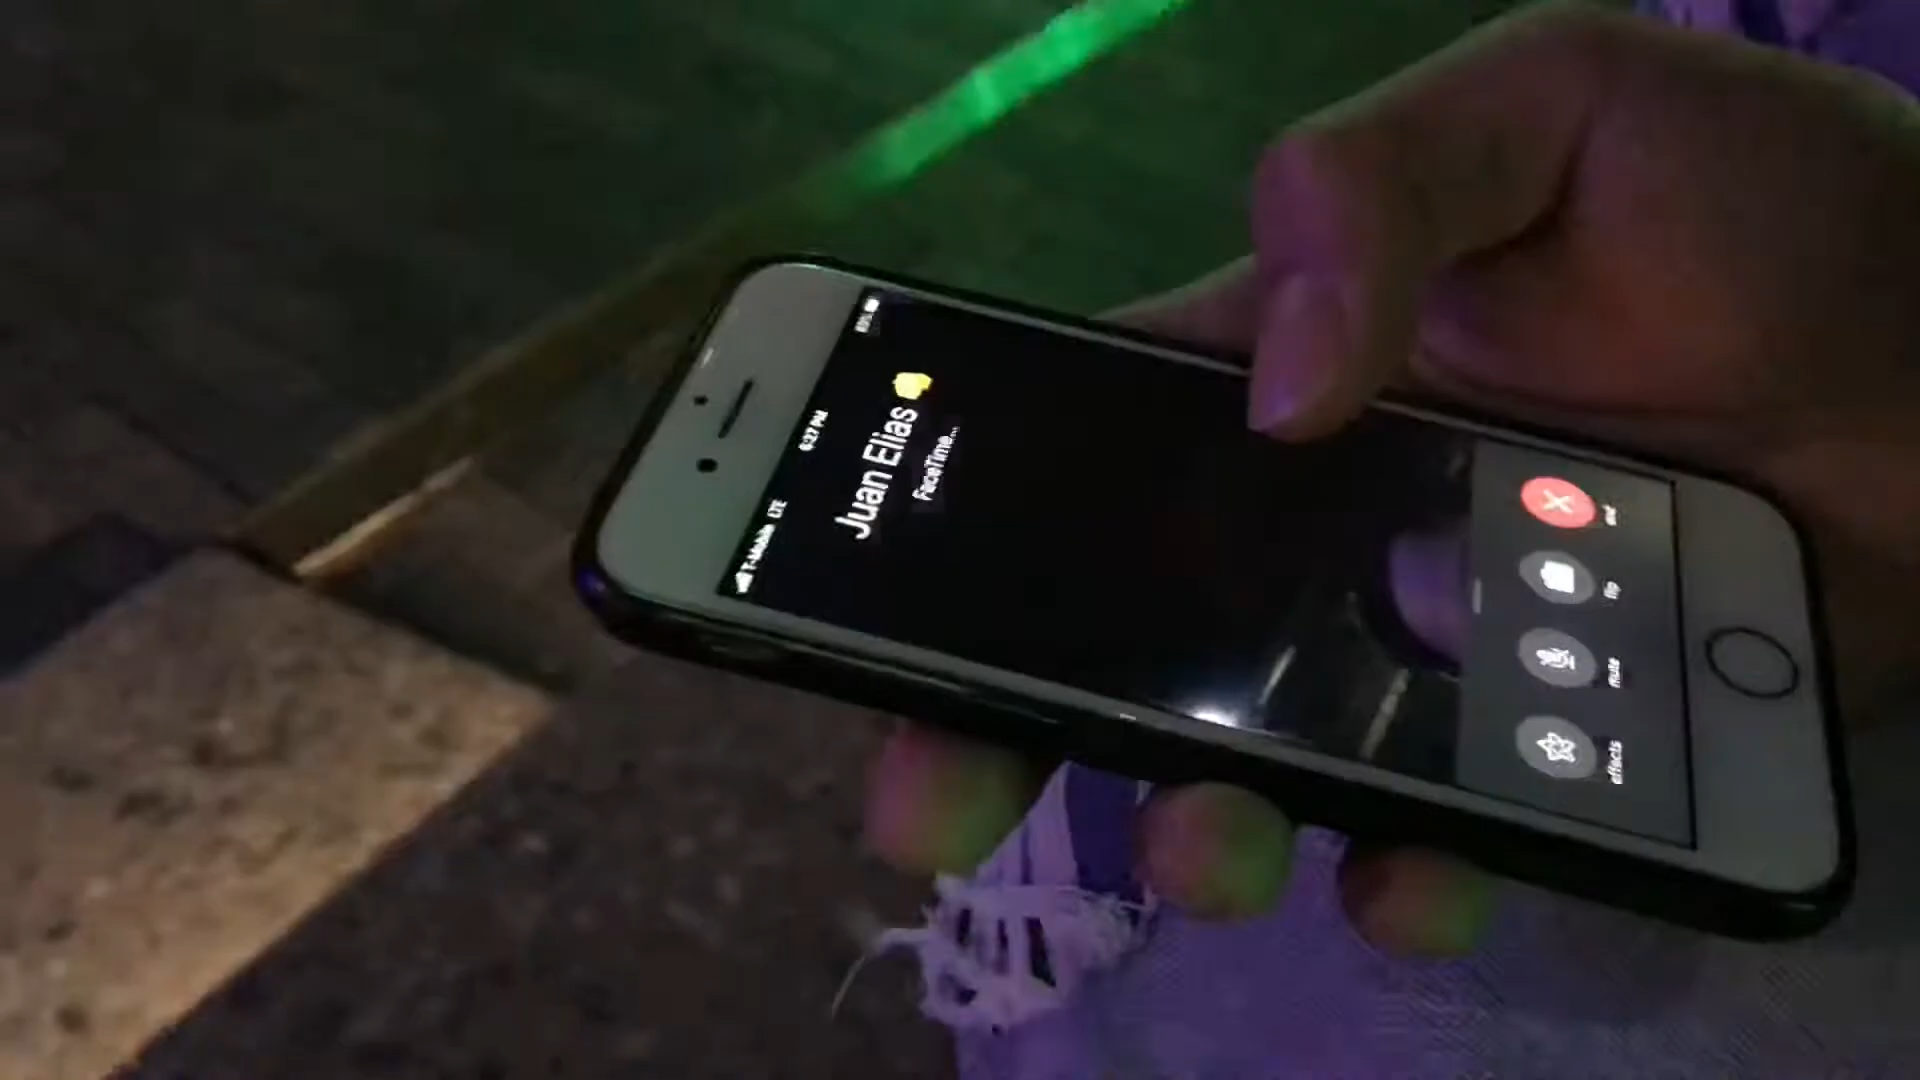 T-Mobile LTE
6:27 PM
Juan Elias
FaceTime...
effects
mute
flip
end